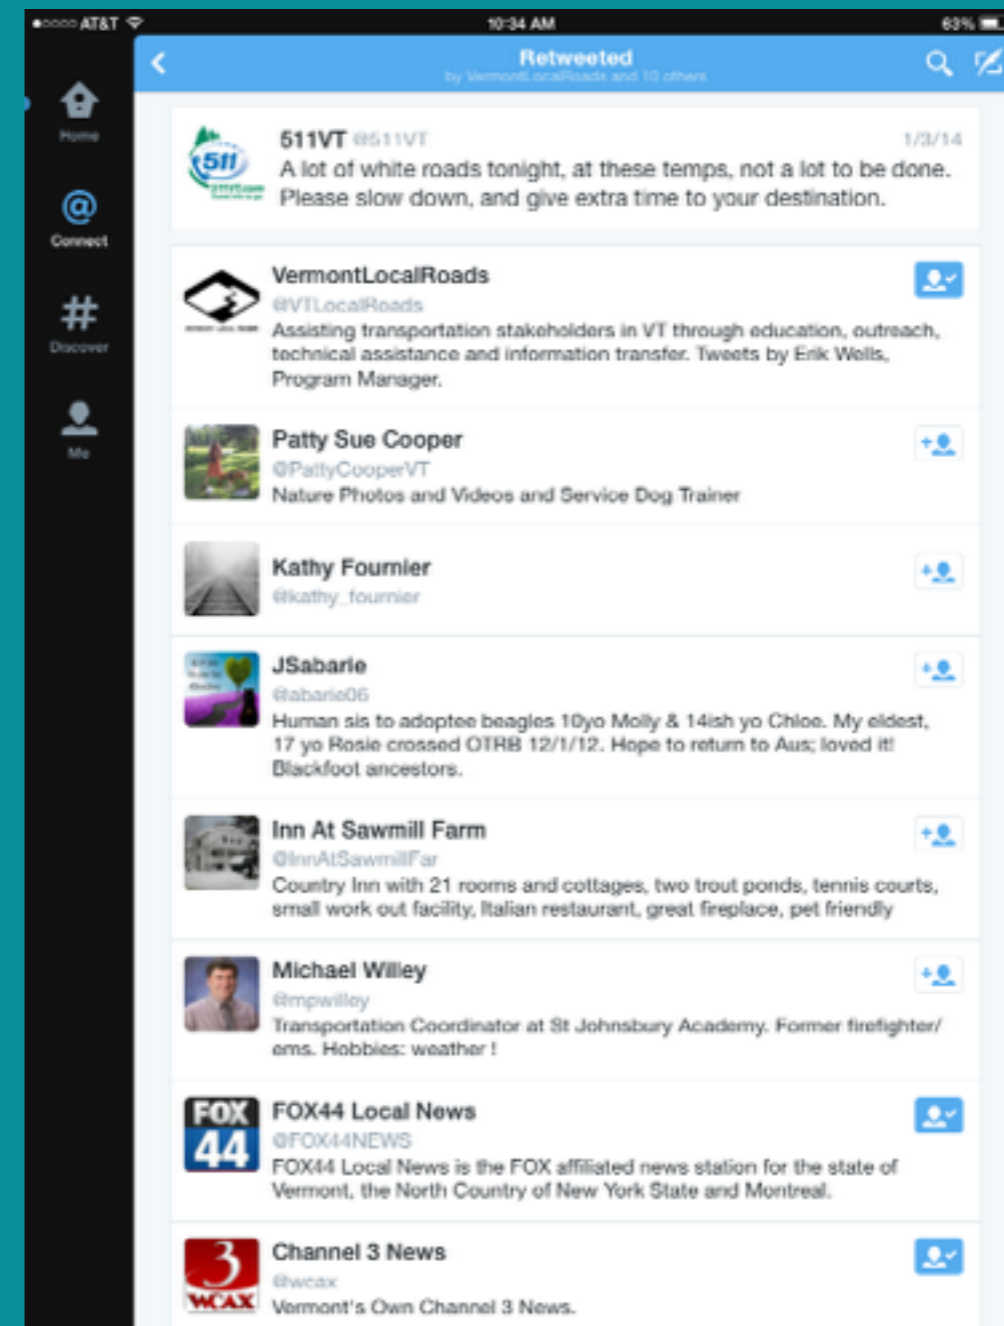 AT&T 10:34 AM 63%
Retweeted
by VermontLocalRoads and 10 others
Home
Connect
Discover
Me
511VT @511VT 1/3/14
A lot of white roads tonight, at these temps, not a lot to be done.
Please slow down, and give extra time to your destination.
511
511VT.com
VermontLocalRoads
@VTLocalRoads
Assisting transportation stakeholders in VT through education, outreach,
technical assistance and information transfer. Tweets by Erik Wells,
Program Manager.
Patty Sue Cooper
@PattyCooperVT
Nature Photos and Videos and Service Dog Trainer
Kathy Fournier
@kathy_fournier
JSabarie
@abarie06
Human sis to adoptee beagles 10yo Molly & 14ish yo Chloe. My eldest,
17 yo Rosie crossed OTRB 12/1/12. Hope to return to Aus; loved it!
Blackfoot ancestors.
Inn At Sawmill Farm
@InnAtSawmillFar
Country Inn with 21 rooms and cottages, two trout ponds, tennis courts,
small work out facility, Italian restaurant, great fireplace, pet friendly
Michael Willey
@mpwilley
Transportation Coordinator at St Johnsbury Academy. Former firefighter/
ems. Hobbies: weather !
FOX
44
FOX44 Local News
@FOX44NEWS
FOX44 Local News is the FOX affiliated news station for the state of
Vermont, the North Country of New York State and Montreal.
3
WCAX
Channel 3 News
@wcax
Vermont's Own Channel 3 News.